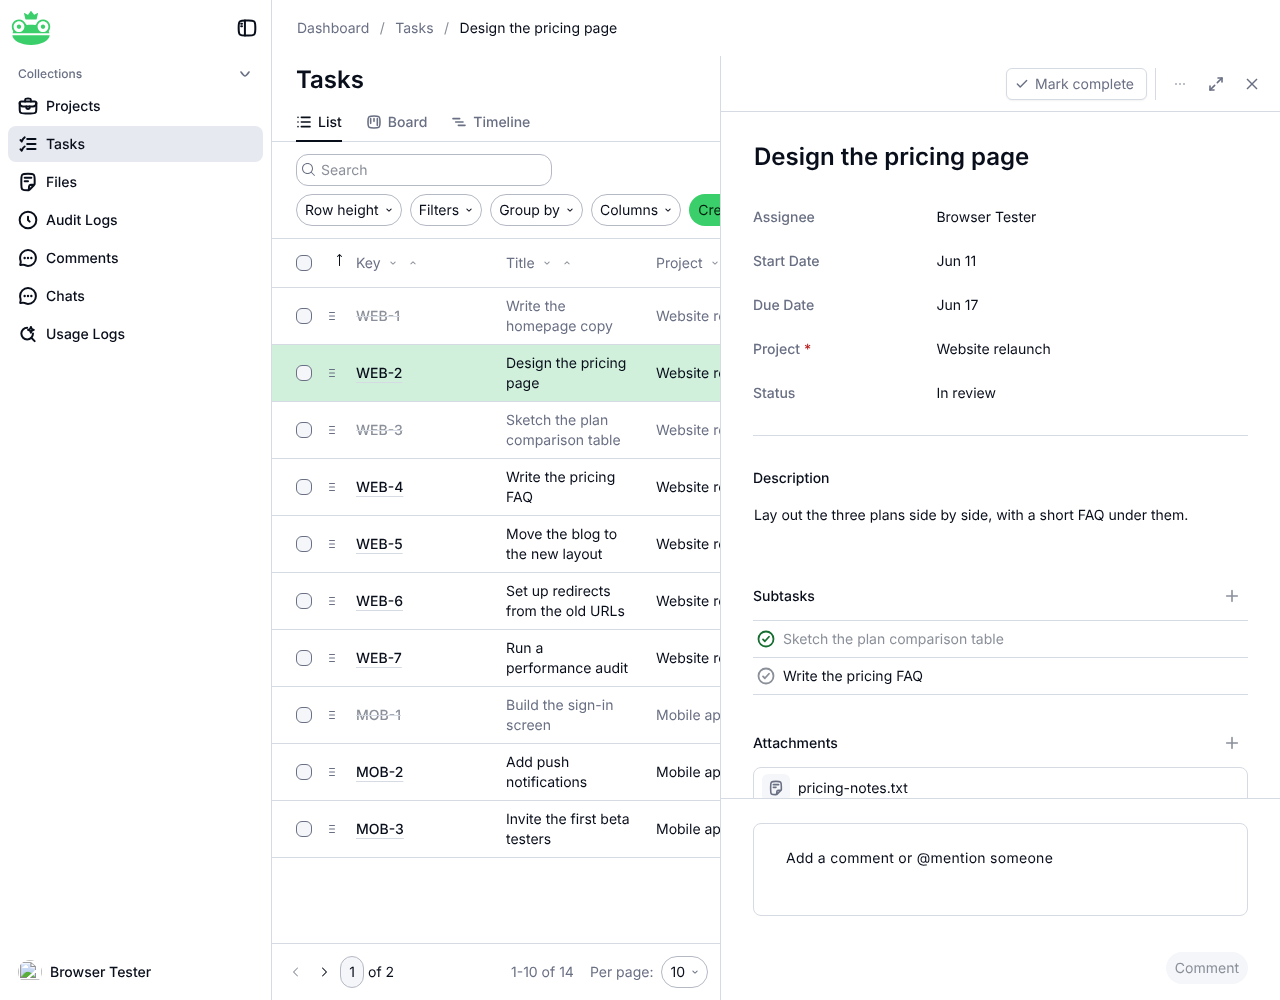 Collections
Projects
Tasks
Files
Audit Logs
Comments
Chats
Usage Logs
Browser Tester
Dashboard / Tasks / Design the pricing page
Tasks
List Board Timeline
Search
Row height Filters Group by Columns Cre
Key Title Project
WEB-1 Write the homepage copy Website re
WEB-2 Design the pricing page Website re
WEB-3 Sketch the plan comparison table Website re
WEB-4 Write the pricing FAQ Website re
WEB-5 Move the blog to the new layout Website re
WEB-6 Set up redirects from the old URLs Website re
WEB-7 Run a performance audit Website re
MOB-1 Build the sign-in screen Mobile ap
MOB-2 Add push notifications Mobile ap
MOB-3 Invite the first beta testers Mobile ap
1 of 2 1-10 of 14 Per page: 10
Mark complete
Design the pricing page
Assignee Browser Tester
Start Date Jun 11
Due Date Jun 17
Project * Website relaunch
Status In review
Description
Lay out the three plans side by side, with a short FAQ under them.
Subtasks
Sketch the plan comparison table
Write the pricing FAQ
Attachments
pricing-notes.txt
Add a comment or @mention someone
Comment